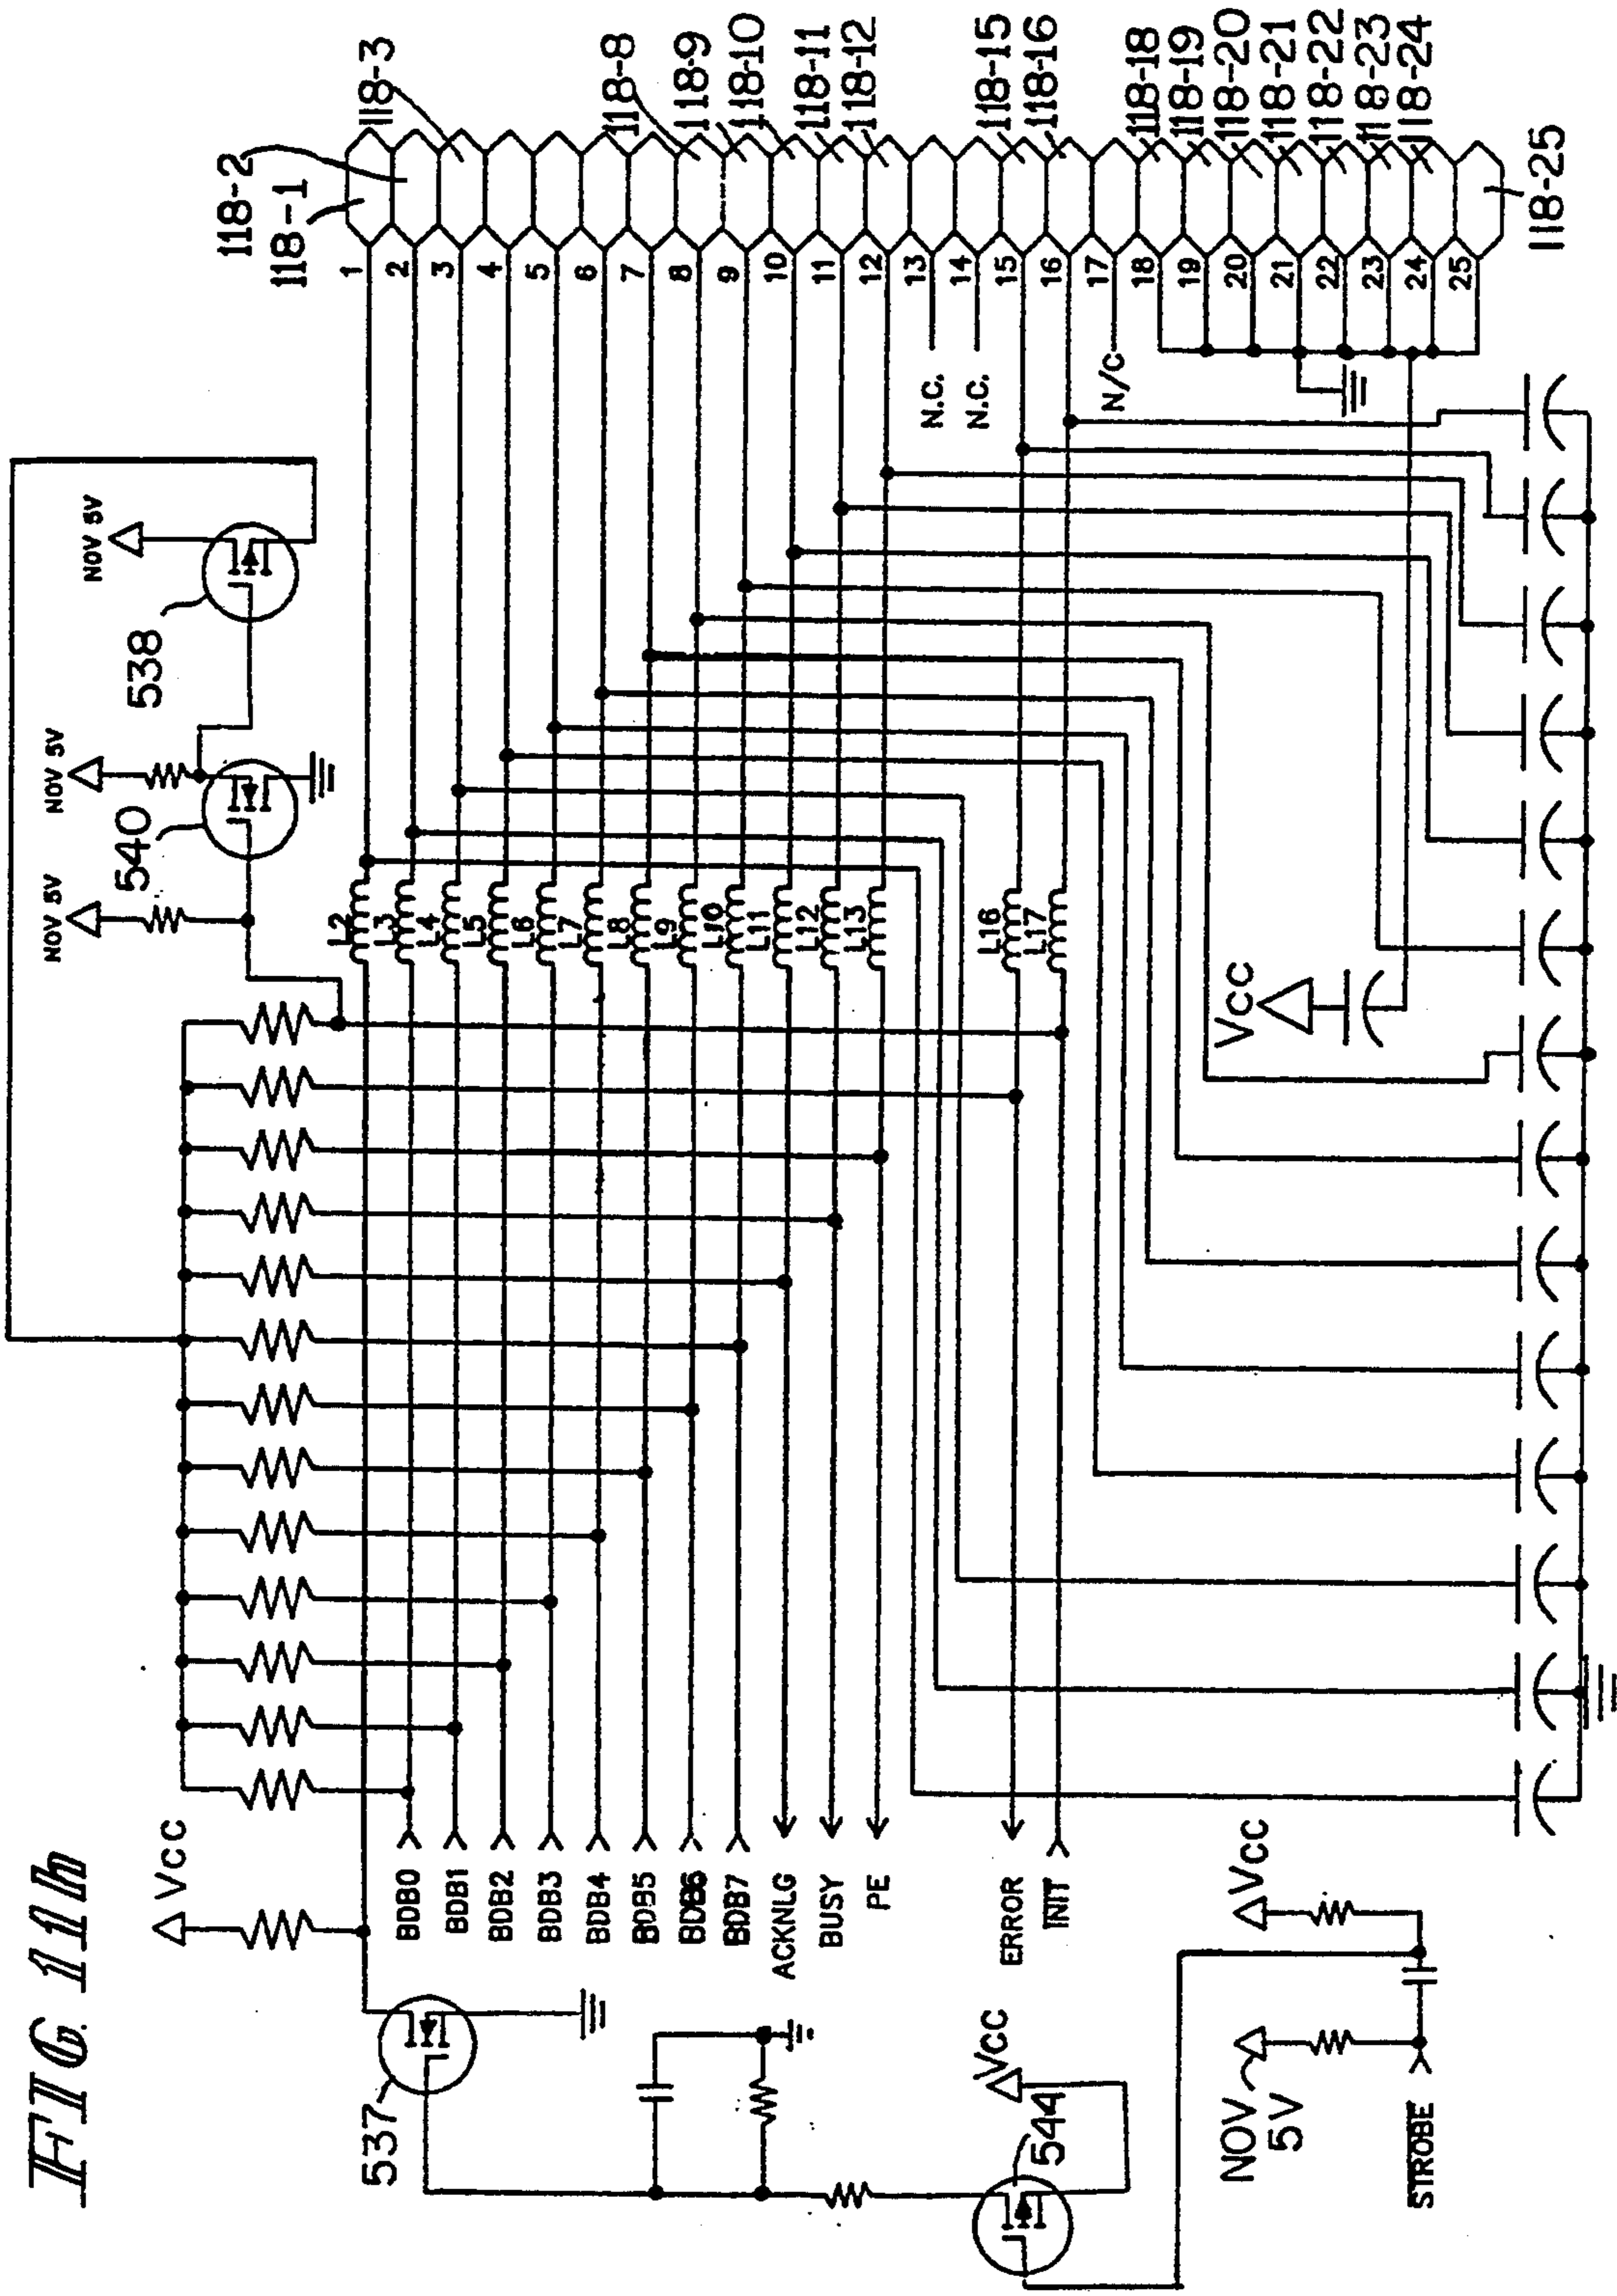 FIG. 11h
118-1
118-2
118-3
118-8
118-9
118-10
118-11
118-12
118-15
118-16
118-18
118-19
118-20
118-21
118-22
118-23
118-24
118-25
1
2
3
4
5
6
7
8
9
10
11
12
13
14
15
16
17
18
19
20
21
22
23
24
25
N.C.
N.C.
N/C
NOV 5V
538
NOV 5V
540
NOV 5V
L2
L3
L4
L5
L6
L7
L8
L9
L10
L11
L12
L13
L16
L17
VCC
VCC
BDB0
BDB1
BDB2
BDB3
BDB4
BDB5
BDB6
BDB7
ACKNLG
BUSY
PE
ERROR
INIT
537
VCC
544
VCC
NOV
5V
STROBE